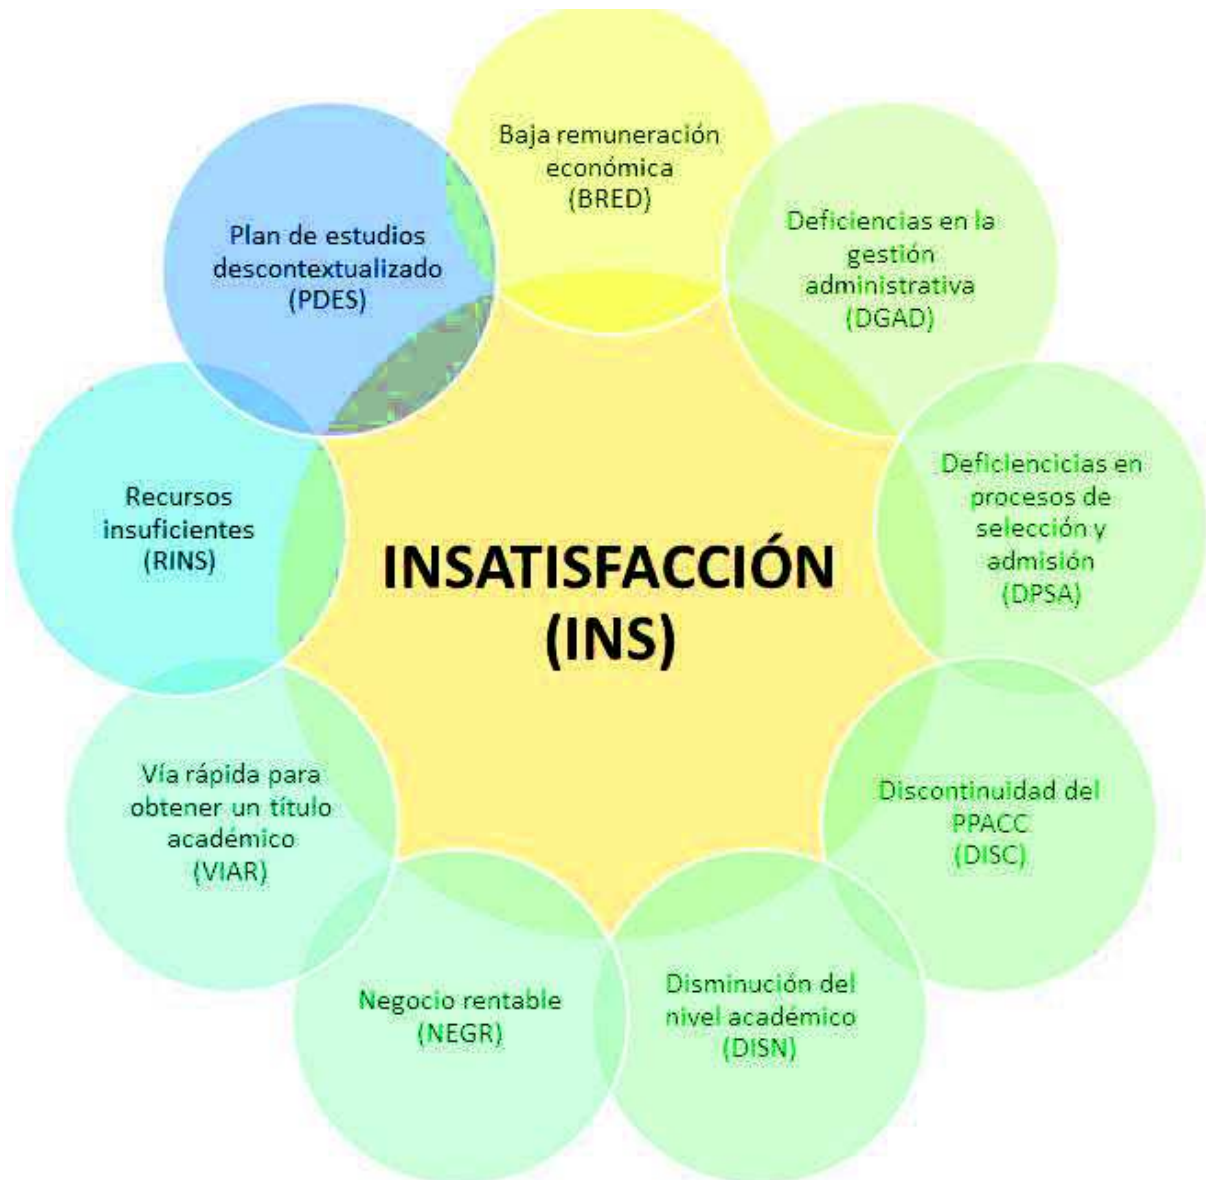 Baja remuneración
económica
(BRED)
Deficiencias en la
gestión
administrativa
(DGAD)
Deficiencicias en
procesos de
selección y
admisión
(DPSA)
Discontinuidad del
PPACC
(DISC)
Disminución del
nivel académico
(DISN)
Negocio rentable
(NEGR)
Vía rápida para
obtener un título
académico
(VIAR)
Recursos
insuficientes
(RINS)
Plan de estudios
descontextualizado
(PDES)
INSATISFACCIÓN
(INS)